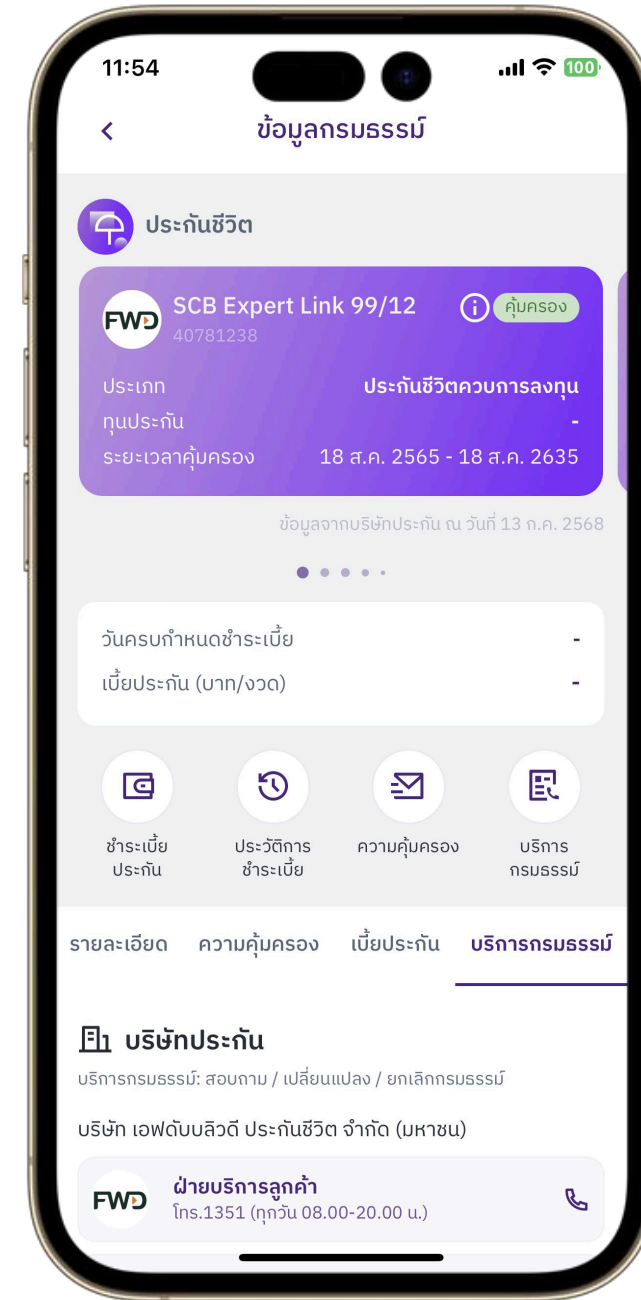 11:54
100
ข้อมูลกรมธรรม์
ประกันชีวิต
FWD
SCB Expert Link 99/12
คุ้มครอง
40781238
ประเภท ประกันชีวิตควบการลงทุน
ทุนประกัน -
ระยะเวลาคุ้มครอง 18 ส.ค. 2565 - 18 ส.ค. 2635
ข้อมูลจากบริษัทประกัน ณ วันที่ 13 ก.ค. 2568
วันครบกำหนดชำระเบี้ย -
เบี้ยประกัน (บาท/งวด) -
ชำระเบี้ย
ประกัน
ประวัติการ
ชำระเบี้ย
ความคุ้มครอง
บริการ
กรมธรรม์
รายละเอียด ความคุ้มครอง เบี้ยประกัน บริการกรมธรรม์
บริษัทประกัน
บริการกรมธรรม์: สอบถาม / เปลี่ยนแปลง / ยกเลิกกรมธรรม์
บริษัท เอฟดับบลิวดี ประกันชีวิต จำกัด (มหาชน)
FWD
ฝ่ายบริการลูกค้า
โทร.1351 (ทุกวัน 08.00-20.00 น.)